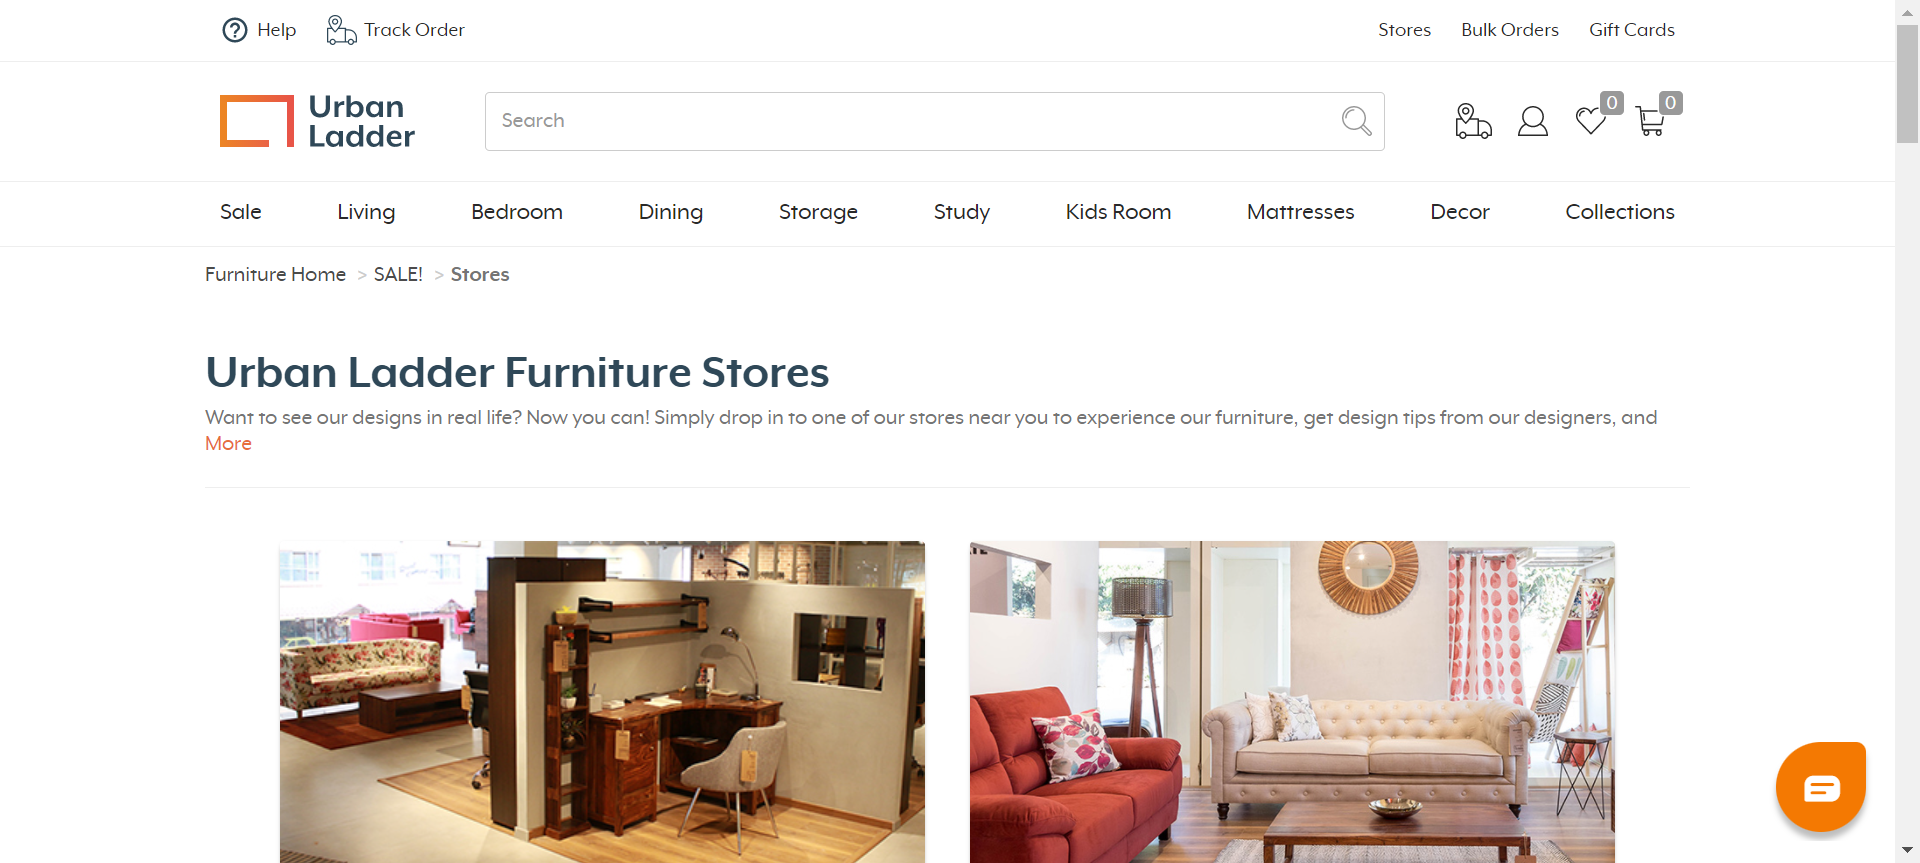 Help
Track Order
Stores
Bulk Orders
Gift Cards
Urban
Ladder
Search
0
0
Sale
Living
Bedroom
Dining
Storage
Study
Kids Room
Mattresses
Decor
Collections
Furniture Home > SALE! > Stores
Urban Ladder Furniture Stores
Want to see our designs in real life? Now you can! Simply drop in to one of our stores near you to experience our furniture, get design tips from our designers, and
More